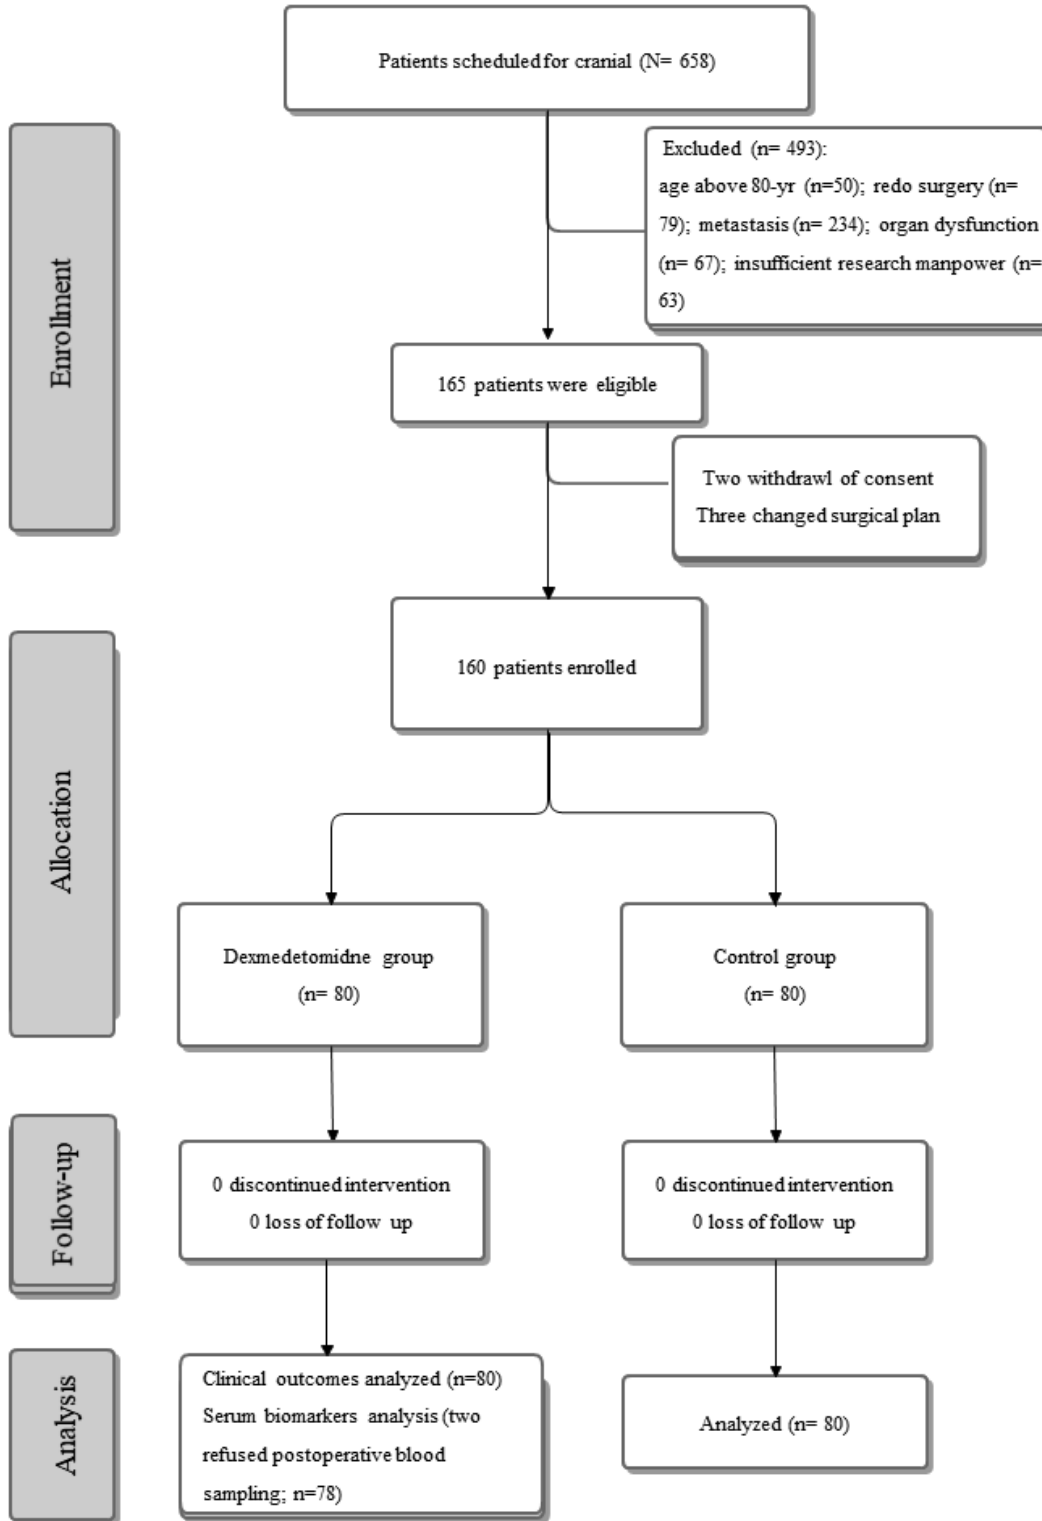 Patients scheduled for cranial (N= 658)
Enrollment
Excluded (n= 493):
age above 80-yr (n=50); redo surgery (n=
79); metastasis (n= 234); organ dysfunction
(n= 67); insufficient research manpower (n=
63)
165 patients were eligible
Two withdrawl of consent
Three changed surgical plan
160 patients enrolled
Allocation
Dexmedetomidne group
(n= 80)
Control group
(n= 80)
Follow-up
0 discontinued intervention
0 loss of follow up
0 discontinued intervention
0 loss of follow up
Analysis
Clinical outcomes analyzed (n=80)
Serum biomarkers analysis (two
refused postoperative blood
sampling; n=78)
Analyzed (n= 80)